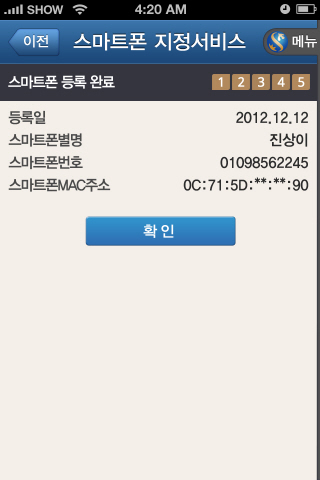 SHOW 4:20 AM
이전 스마트폰 지정서비스 메뉴
스마트폰 등록 완료 1 2 3 4 5
등록일 2012.12.12
스마트폰별명 진상이
스마트폰번호 01098562245
스마트폰MAC주소 0C:71:5D:**:**:90
확인